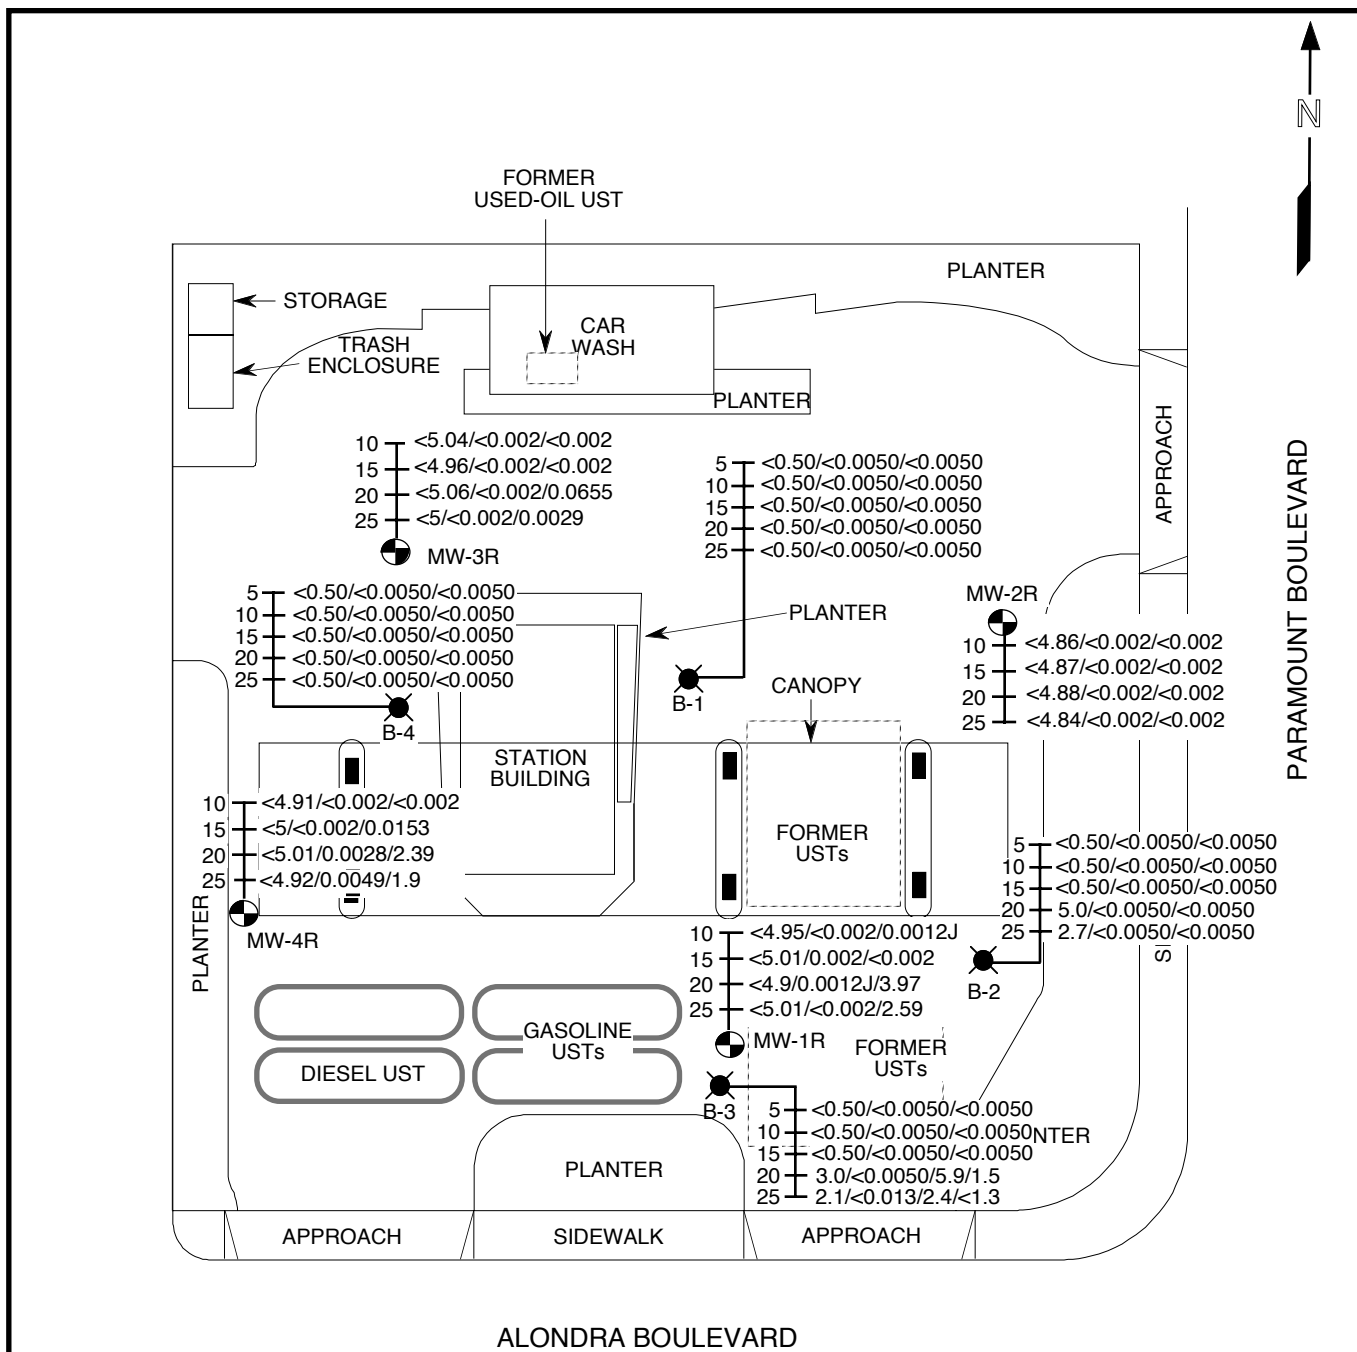 N
FORMER
USED-OIL UST
PLANTER
STORAGE
CAR
WASH
TRASH
ENCLOSURE
PLANTER
APPROACH
PARAMOUNT BOULEVARD
10 <5.04/<0.002/<0.002
15 <4.96/<0.002/<0.002
20 <5.06/<0.002/0.0655
25 <5/<0.002/0.0029
MW-3R
5 <0.50/<0.0050/<0.0050
10 <0.50/<0.0050/<0.0050
15 <0.50/<0.0050/<0.0050
20 <0.50/<0.0050/<0.0050
25 <0.50/<0.0050/<0.0050
B-1
5 <0.50/<0.0050/<0.0050
10 <0.50/<0.0050/<0.0050
15 <0.50/<0.0050/<0.0050
20 <0.50/<0.0050/<0.0050
25 <0.50/<0.0050/<0.0050
B-4
PLANTER
MW-2R
10 <4.86/<0.002/<0.002
15 <4.87/<0.002/<0.002
20 <4.88/<0.002/<0.002
25 <4.84/<0.002/<0.002
CANOPY
STATION
BUILDING
FORMER
USTs
10 <4.91/<0.002/<0.002
15 <5/<0.002/0.0153
20 <5.01/0.0028/2.39
25 <4.92/0.0049/1.9
MW-4R
PLANTER
5 <0.50/<0.0050/<0.0050
10 <0.50/<0.0050/<0.0050
15 <0.50/<0.0050/<0.0050
20 5.0/<0.0050/<0.0050
25 2.7/<0.0050/<0.0050
B-2
10 <4.95/<0.002/0.0012J
15 <5.01/0.002/<0.002
20 <4.9/0.0012J/3.97
25 <5.01/<0.002/2.59
MW-1R
GASOLINE
USTs
DIESEL UST
FORMER
USTs
B-3
5 <0.50/<0.0050/<0.0050
10 <0.50/<0.0050/<0.0050
15 <0.50/<0.0050/<0.0050
20 3.0/<0.0050/5.9/1.5
25 2.1/<0.013/2.4/<1.3
NTER
PLANTER
APPROACH
SIDEWALK
APPROACH
ALONDRA BOULEVARD